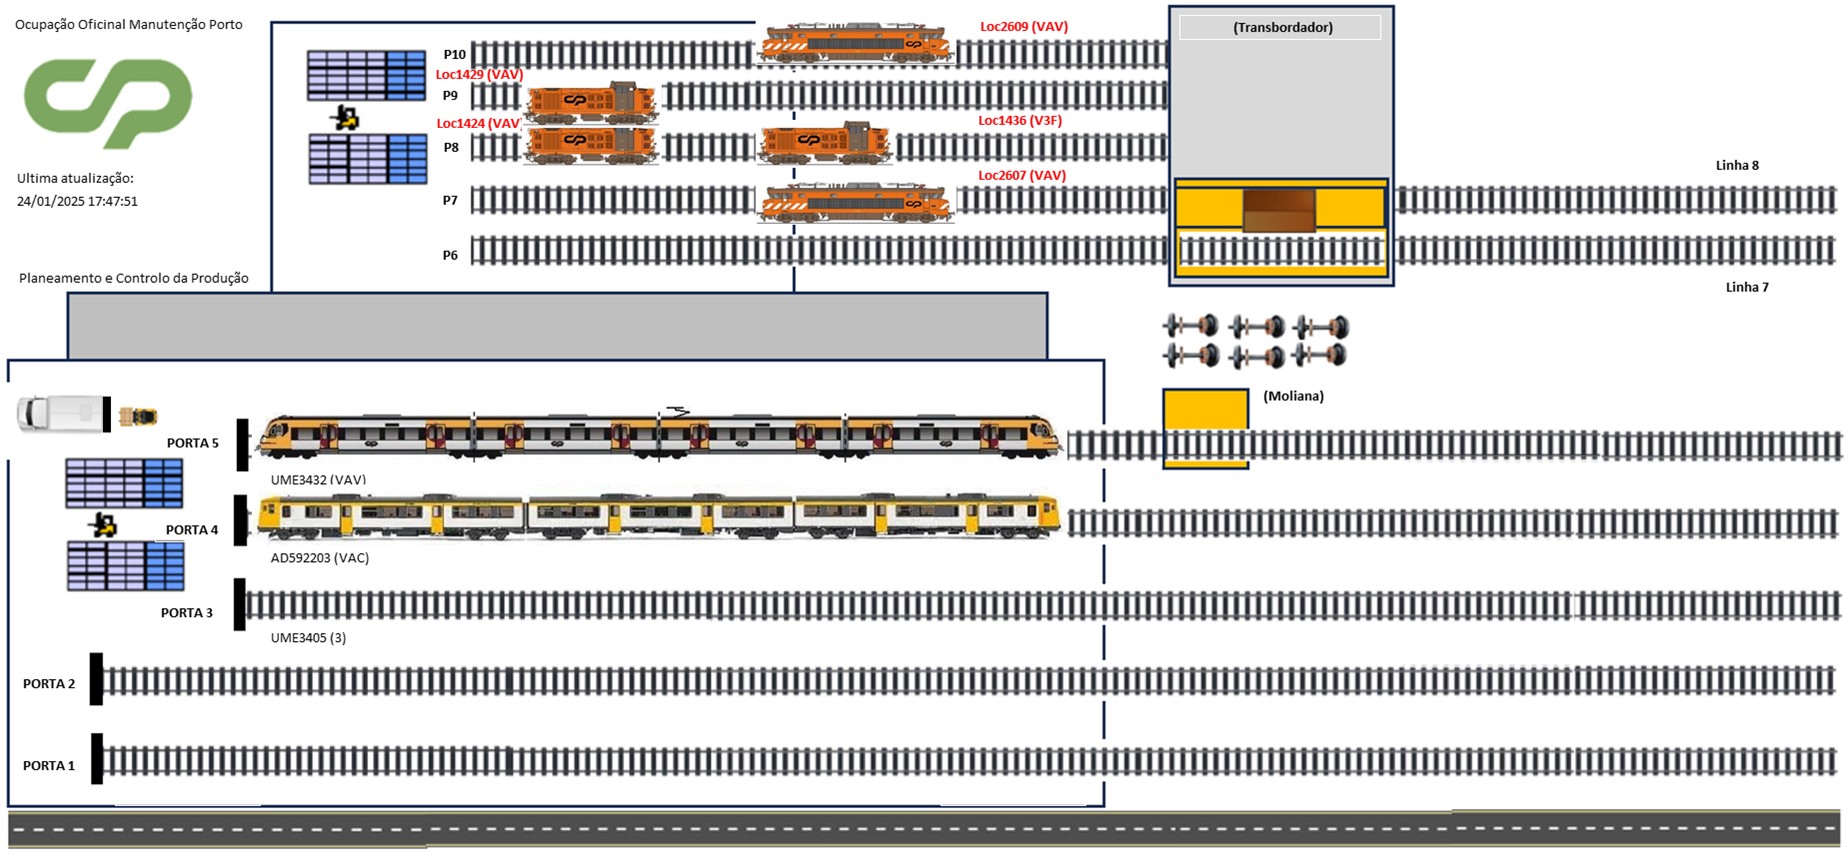 Ocupação Oficinal Manutenção Porto
CP
Ultima atualização:
24/01/2025 17:47:51
Planeamento e Controlo da Produção
P10
Loc2609 (VAV)
Loc1429 (VAV)
P9
Loc1424 (VAV)
Loc1436 (V3F)
P8
Loc2607 (VAV)
P7
P6
(Transbordador)
Linha 8
Linha 7
(Moliana)
PORTA 5
UME3432 (VAV)
PORTA 4
AD592203 (VAC)
PORTA 3
UME3405 (3)
PORTA 2
PORTA 1